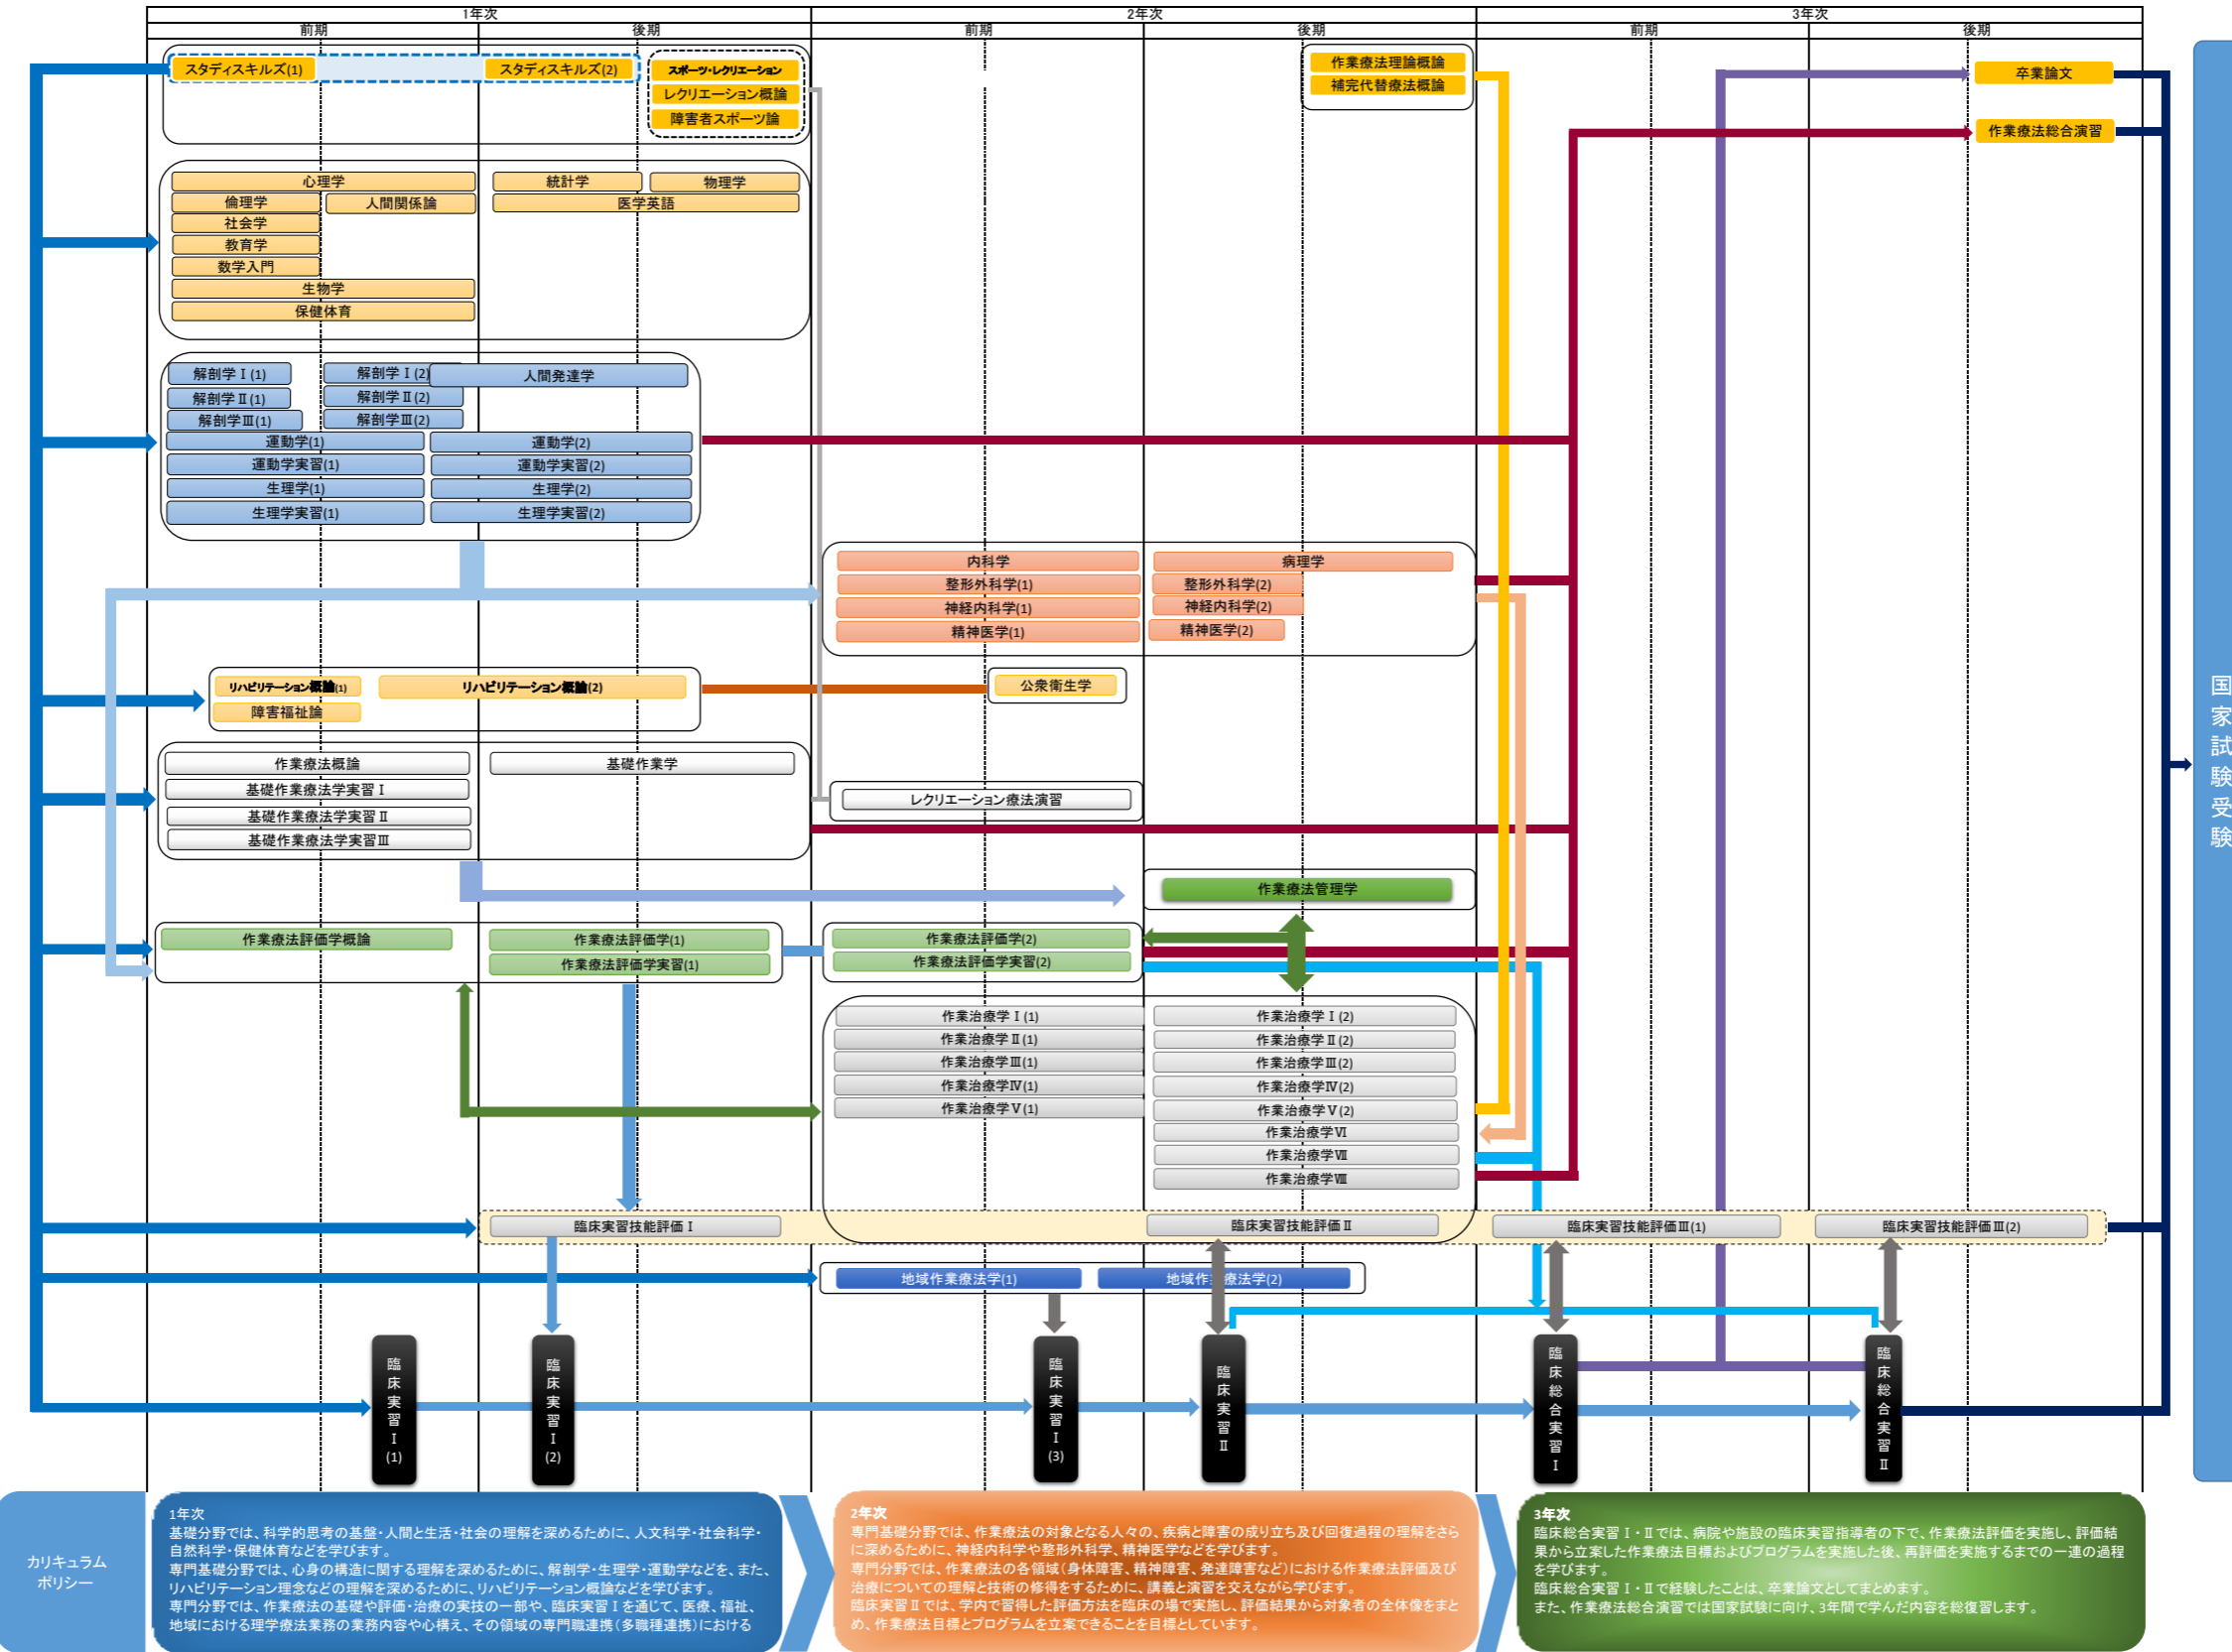 1年次
2年次
3年次
前期
後期
前期
後期
前期
後期
スタディスキルズ(1)
スタディスキルズ(2)
スポーツ・レクリエーション
レクリエーション概論
障害者スポーツ論
作業療法理論概論
補完代替療法概論
卒業論文
作業療法総合演習
心理学
統計学
物理学
倫理学
人間関係論
医学英語
社会学
教育学
数学入門
生物学
保健体育
解剖学Ⅰ(1)
解剖学Ⅰ(2)
人間発達学
解剖学Ⅱ(1)
解剖学Ⅱ(2)
解剖学Ⅲ(1)
解剖学Ⅲ(2)
運動学(1)
運動学(2)
運動学実習(1)
運動学実習(2)
生理学(1)
生理学(2)
生理学実習(1)
生理学実習(2)
内科学
病理学
整形外科学(1)
整形外科学(2)
神経内科学(1)
神経内科学(2)
精神医学(1)
精神医学(2)
リハビリテーション概論(1)
リハビリテーション概論(2)
公衆衛生学
障害福祉論
作業療法概論
基礎作業学
基礎作業療法学実習Ⅰ
レクリエーション療法演習
基礎作業療法学実習Ⅱ
基礎作業療法学実習Ⅲ
作業療法管理学
作業療法評価学概論
作業療法評価学(1)
作業療法評価学(2)
作業療法評価学実習(1)
作業療法評価学実習(2)
作業治療学Ⅰ(1)
作業治療学Ⅰ(2)
作業治療学Ⅱ(1)
作業治療学Ⅱ(2)
作業治療学Ⅲ(1)
作業治療学Ⅲ(2)
作業治療学Ⅳ(1)
作業治療学Ⅳ(2)
作業治療学Ⅴ(1)
作業治療学Ⅴ(2)
作業治療学Ⅵ
作業治療学Ⅶ
作業治療学Ⅷ
臨床実習技能評価Ⅰ
臨床実習技能評価Ⅱ
臨床実習技能評価Ⅲ(1)
臨床実習技能評価Ⅲ(2)
地域作業療法学(1)
地域作 療法学(2)
臨床実習Ⅰ(1)
臨床実習Ⅰ(2)
臨床実習Ⅰ(3)
臨床実習Ⅱ
臨床総合実習Ⅰ
臨床総合実習Ⅱ
国家試験受験
カリキュラム
ポリシー
1年次
基礎分野では、科学的思考の基盤・人間と生活・社会の理解を深めるために、人文科学・社会科学・
自然科学・保健体育などを学びます。
専門基礎分野では、心身の構造に関する理解を深めるために、解剖学・生理学・運動学などを、また、
リハビリテーション理念などの理解を深めるために、リハビリテーション概論などを学びます。
専門分野では、作業療法の基礎や評価・治療の実技の一部や、臨床実習Ⅰを通じて、医療、福祉、
地域における理学療法業務の業務内容や心構え、その領域の専門職連携(多職種連携)における
2年次
専門基礎分野では、作業療法の対象となる人々の、疾病と障害の成り立ち及び回復過程の理解をさら
に深めるために、神経内科学や整形外科学、精神医学などを学びます。
専門分野では、作業療法の各領域(身体障害、精神障害、発達障害など)における作業療法評価及び
治療についての理解と技術の修得をするために、講義と演習を交えながら学びます。
臨床実習Ⅱでは、学内で習得した評価方法を臨床の場で実施し、評価結果から対象者の全体像をまと
め、作業療法目標とプログラムを立案できることを目標としています。
3年次
臨床総合実習Ⅰ・Ⅱでは、病院や施設の臨床実習指導者の下で、作業療法評価を実施し、評価結
果から立案した作業療法目標およびプログラムを実施した後、再評価を実施するまでの一連の過程
を学びます。
臨床総合実習Ⅰ・Ⅱで経験したことは、卒業論文としてまとめます。
また、作業療法総合演習では国家試験に向け、3年間で学んだ内容を総復習します。